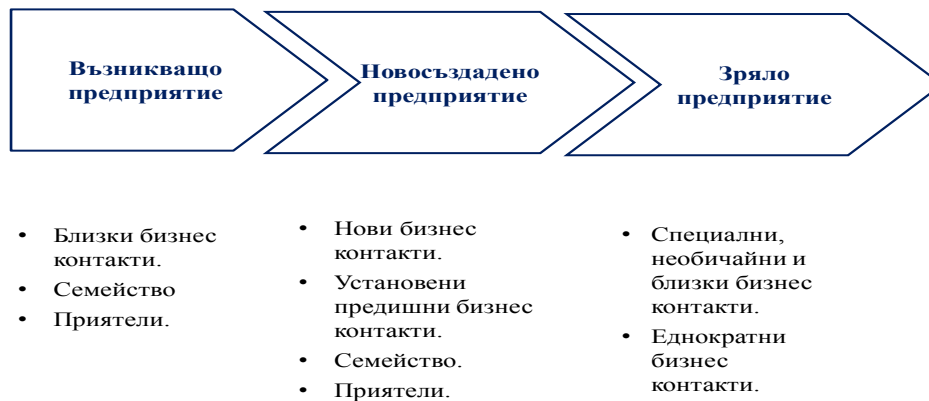 Възникващо
предприятие
Новосъздадено
предприятие
Зряло
предприятие
• Близки бизнес
контакти.
• Семейство
• Приятели.
• Нови бизнес
контакти.
• Установени
предишни бизнес
контакти.
• Семейство.
• Приятели.
• Специални,
необичайни и
близки бизнес
контакти.
• Еднократни
бизнес
контакти.